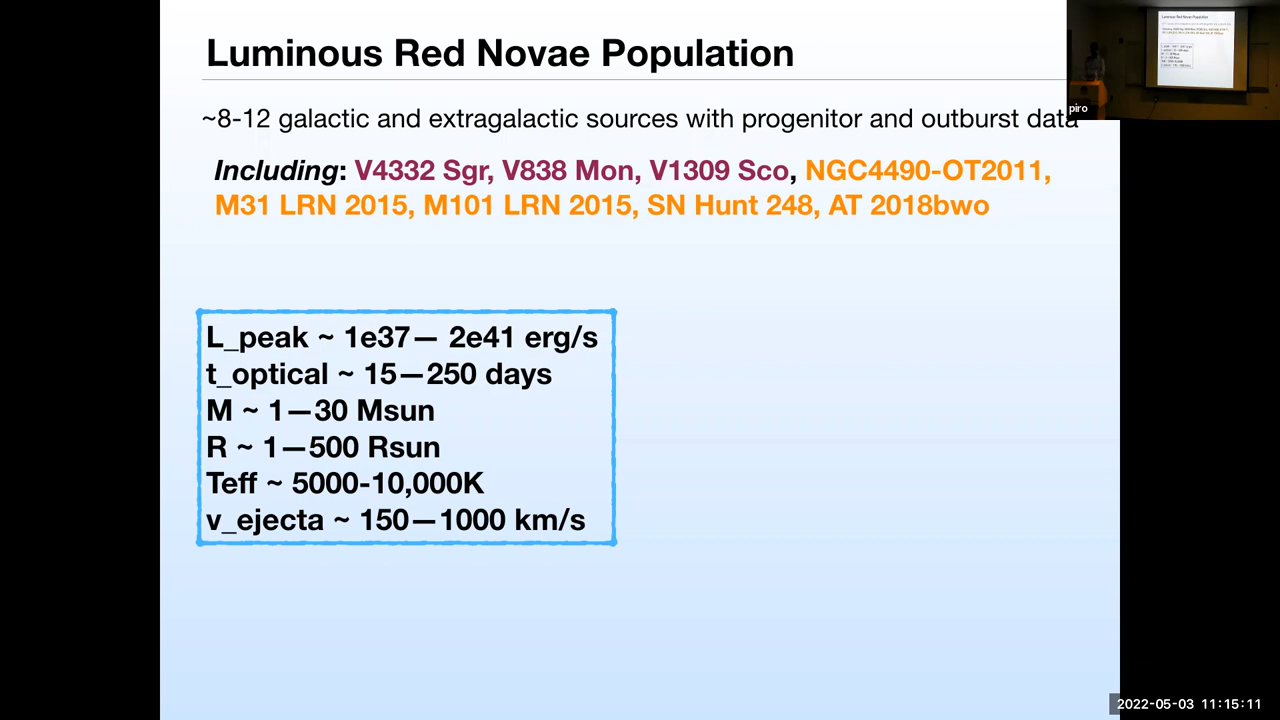 Luminous Red Novae Population
~8-12 galactic and extragalactic sources with progenitor and outburst data
piro
Including: V4332 Sgr, V838 Mon, V1309 Sco, NGC4490-OT2011,
M31 LRN 2015, M101 LRN 2015, SN Hunt 248, AT 2018bwo
L_peak ~ 1e37— 2e41 erg/s
t_optical ~ 15—250 days
M ~ 1—30 Msun
R ~ 1—500 Rsun
Teff ~ 5000-10,000K
v_ejecta ~ 150—1000 km/s
2022-05-03 11:15:11